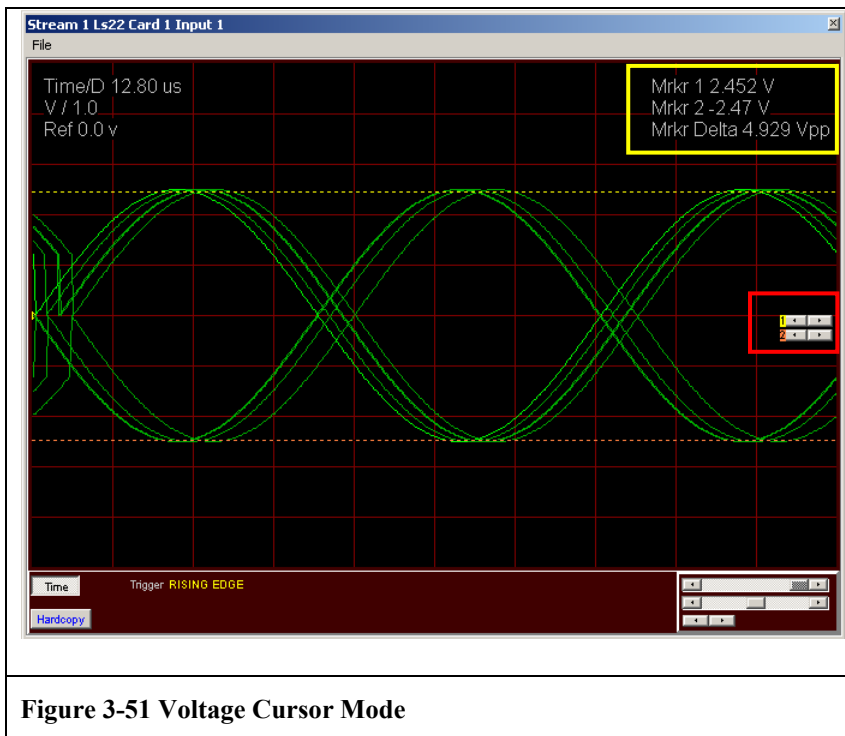 Stream 1 Ls22 Card 1 Input 1
File
Time/D 12.80 us
V / 1.0
Ref 0.0 v
Mrkr 1 2.452 V
Mrkr 2 -2.47 V
Mrkr Delta 4.929 Vpp
1
2
Time
Trigger RISING EDGE
Hardcopy
Figure 3-51 Voltage Cursor Mode